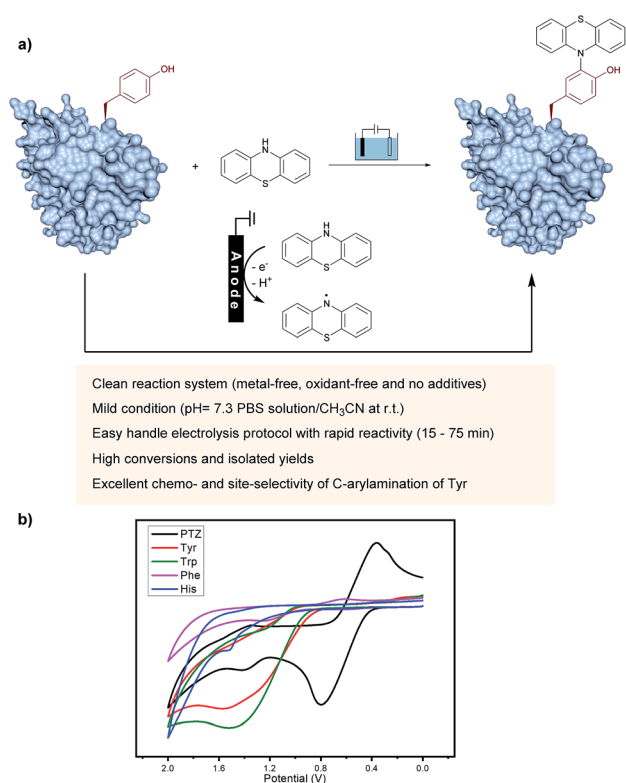 a)
OH
+
H
N
S
S
N
OH
Anode
- e-
- H+
H
N
S
•
N
S
Clean reaction system (metal-free, oxidant-free and no additives)
Mild condition (pH= 7.3 PBS solution/CH3CN at r.t.)
Easy handle electrolysis protocol with rapid reactivity (15 - 75 min)
High conversions and isolated yields
Excellent chemo- and site-selectivity of C-arylamination of Tyr
b)
PTZ
Tyr
Trp
Phe
His
2.0 1.6 1.2 0.8 0.4 0.0
Potential (V)